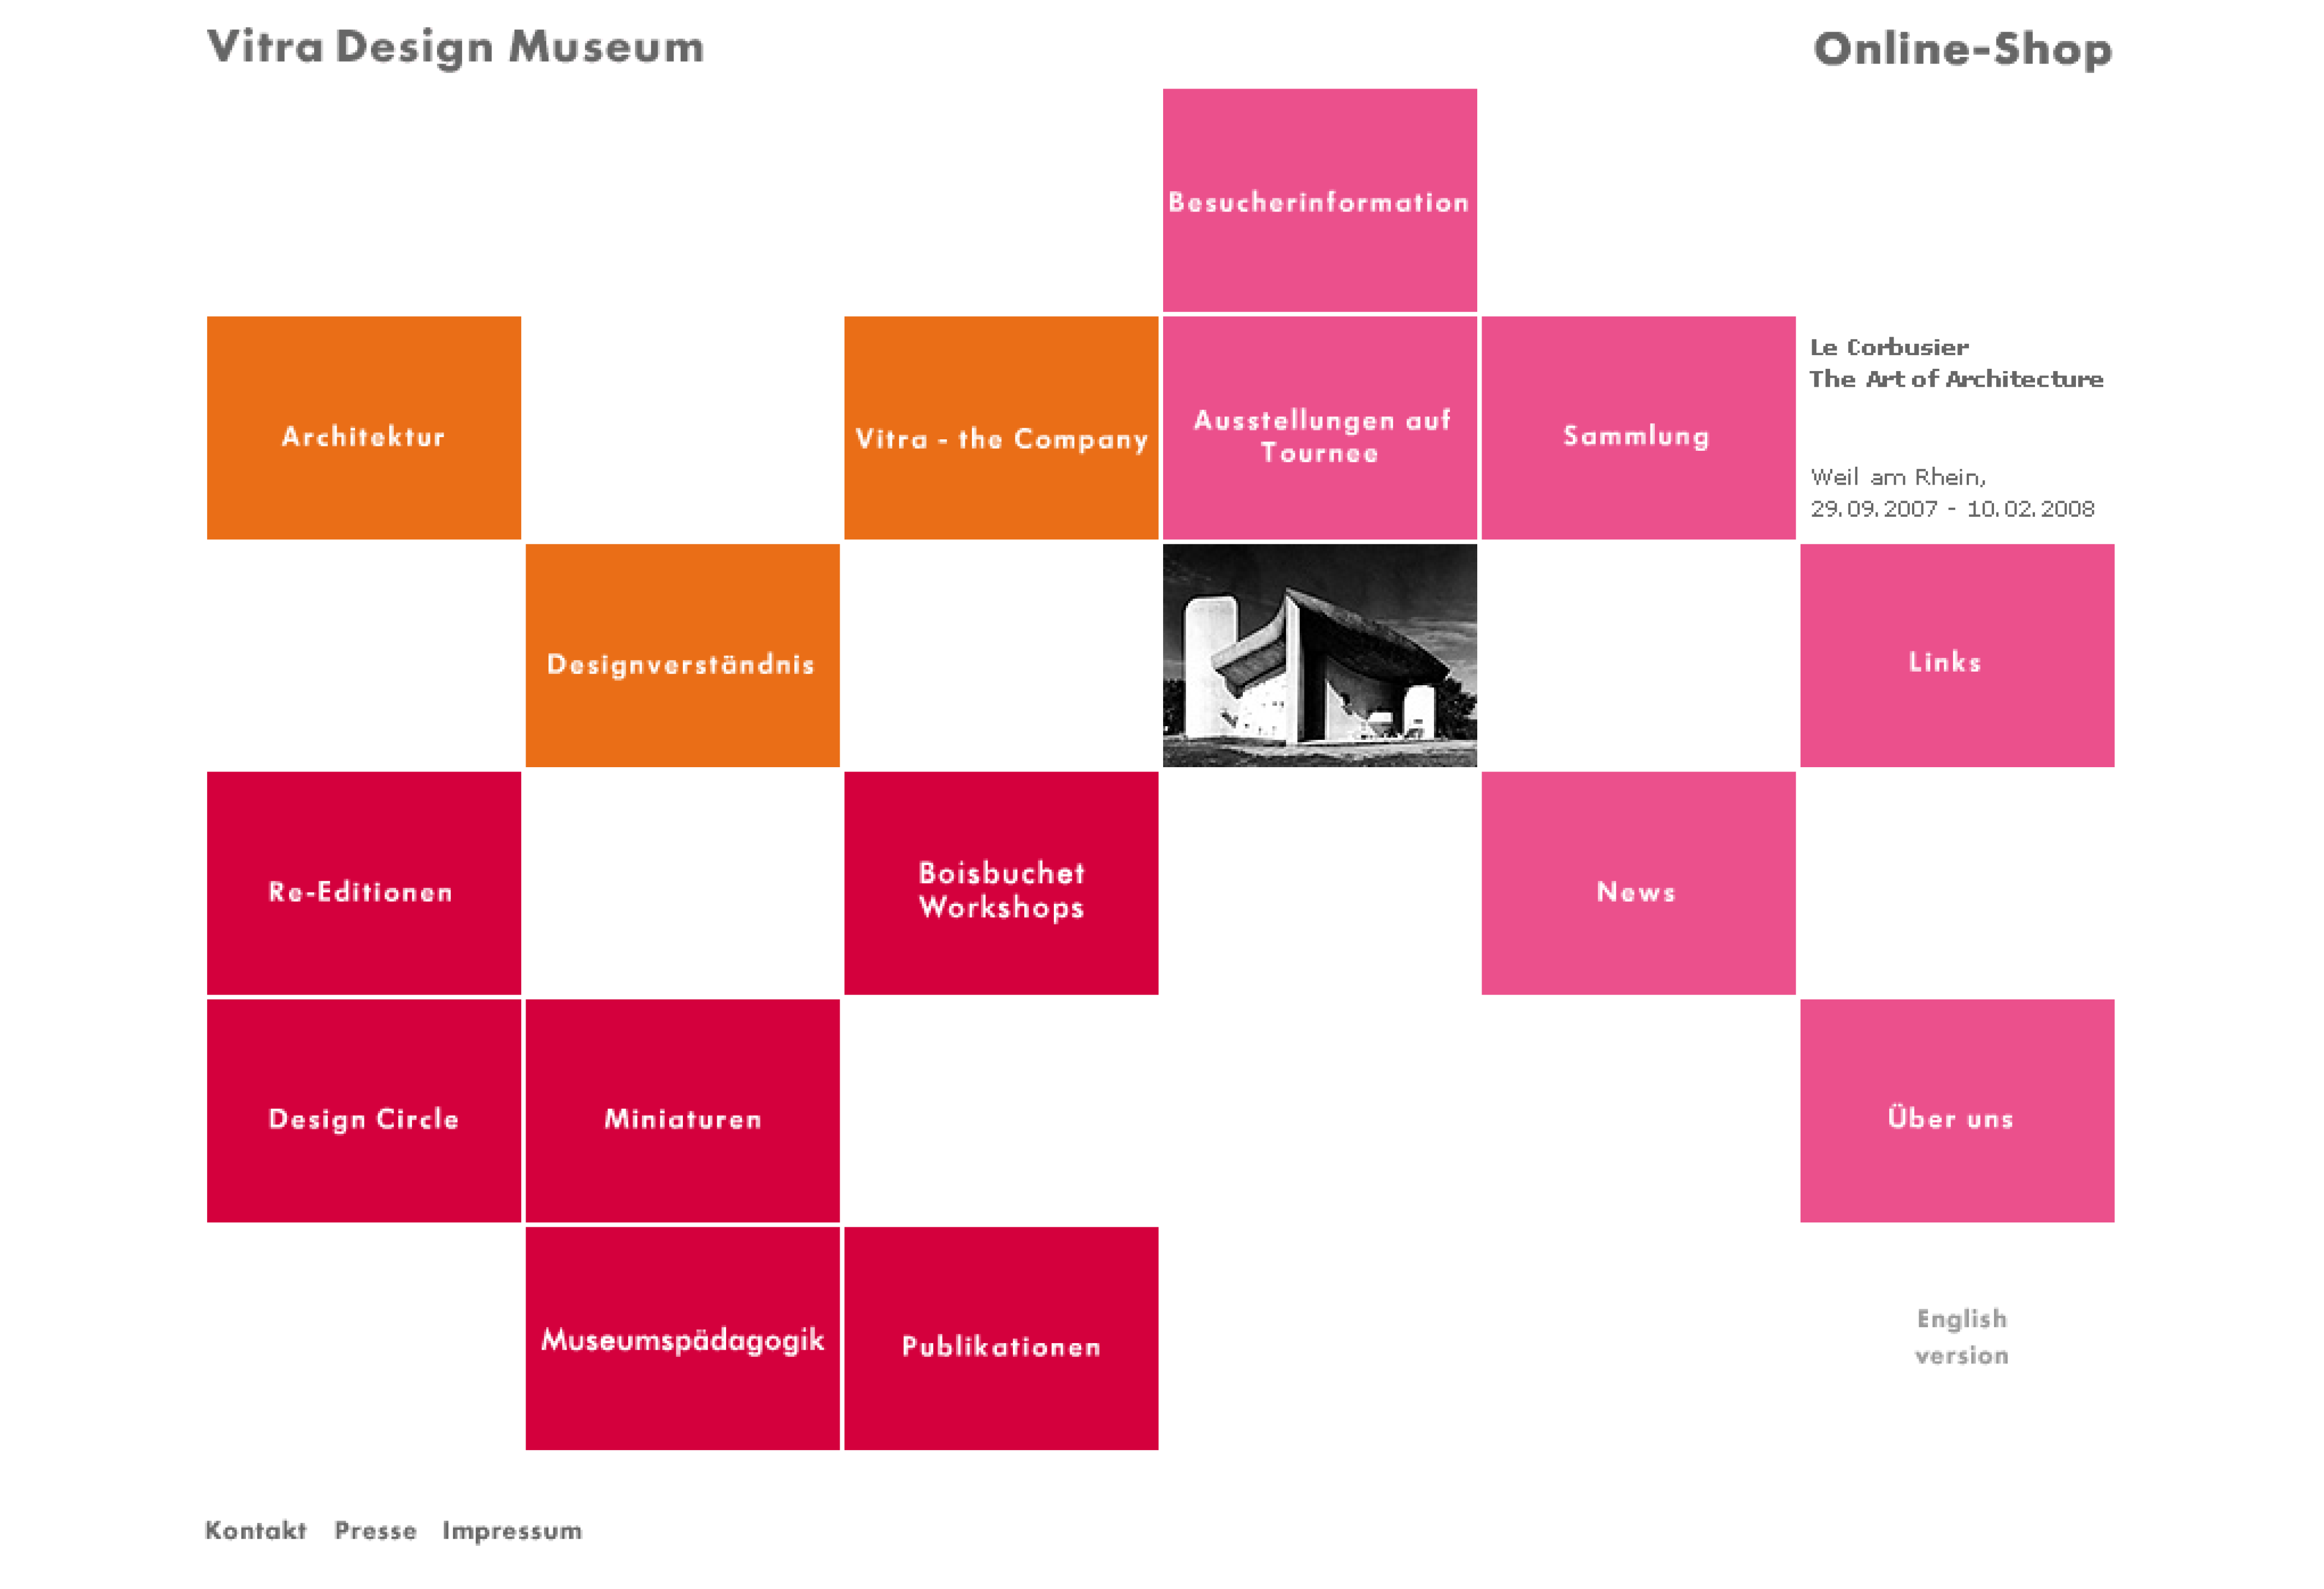 Vitra Design Museum
Online-Shop
Besucherinformation
Architektur
Vitra - the Company
Ausstellungen auf
Tournee
Sammlung
Le Corbusier
The Art of Architecture
Weil am Rhein,
29.09.2007 - 10.02.2008
Designverständnis
Links
Re-Editionen
Boisbuchet
Workshops
News
Design Circle
Miniaturen
Über uns
Museumspädagogik
Publikationen
English
version
Kontakt Presse Impressum